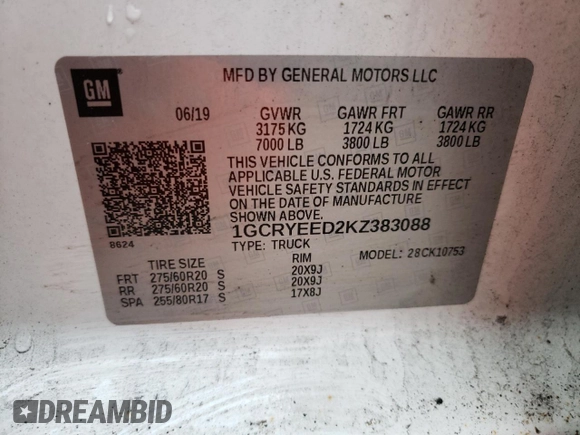 GM
MFD BY GENERAL MOTORS LLC
06/19 GVWR GAWR FRT GAWR RR
3175 KG 1724 KG 1724 KG
7000 LB 3800 LB 3800 LB
THIS VEHICLE CONFORMS TO ALL
APPLICABLE U.S. FEDERAL MOTOR
VEHICLE SAFETY STANDARDS IN EFFECT
ON THE DATE OF MANUFACTURE
SHOWN ABOVE.
1GCRYEED2KZ383088
8624
TYPE: TRUCK MODEL: 28CK10753
TIRE SIZE RIM
FRT 275/60R20 S 20X9J
RR 275/60R20 S 20X9J
SPA 255/80R17 S 17X8J
DREAMBID